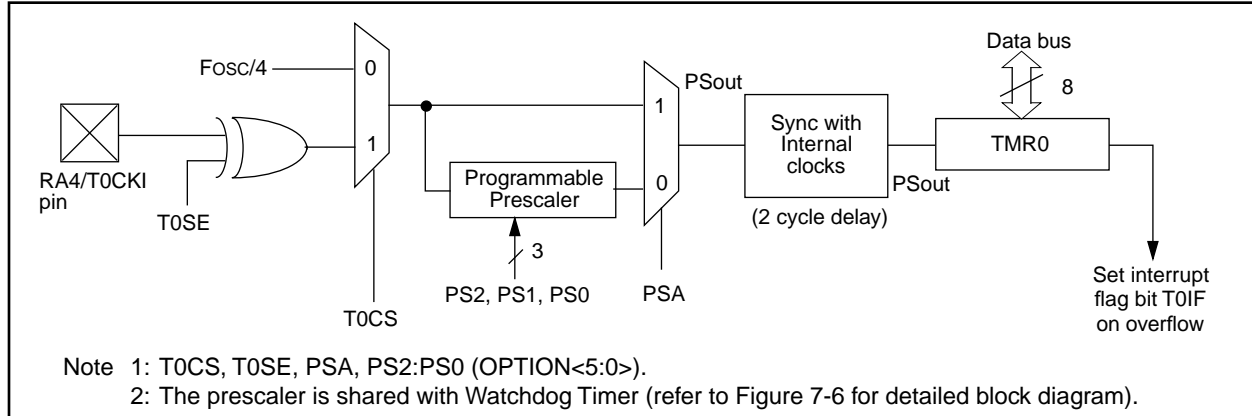 Data bus
FOSC/4
0
PSout
8
1
Sync with
Internal
clocks
TMR0
1
RA4/T0CKI
pin
Programmable
Prescaler
0
PSout
T0SE
(2 cycle delay)
3
PS2, PS1, PS0
PSA
Set interrupt
flag bit T0IF
on overflow
T0CS
Note 1: T0CS, T0SE, PSA, PS2:PS0 (OPTION<5:0>).
2: The prescaler is shared with Watchdog Timer (refer to Figure 7-6 for detailed block diagram).